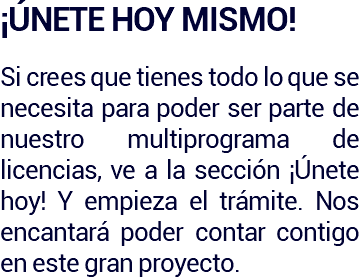 ¡ÚNETE HOY MISMO!
Si crees que tienes todo lo que se
necesita para poder ser parte de
nuestro multiprograma de
licencias, ve a la sección ¡Únete
hoy! Y empieza el trámite. Nos
encantará poder contar contigo
en este gran proyecto.